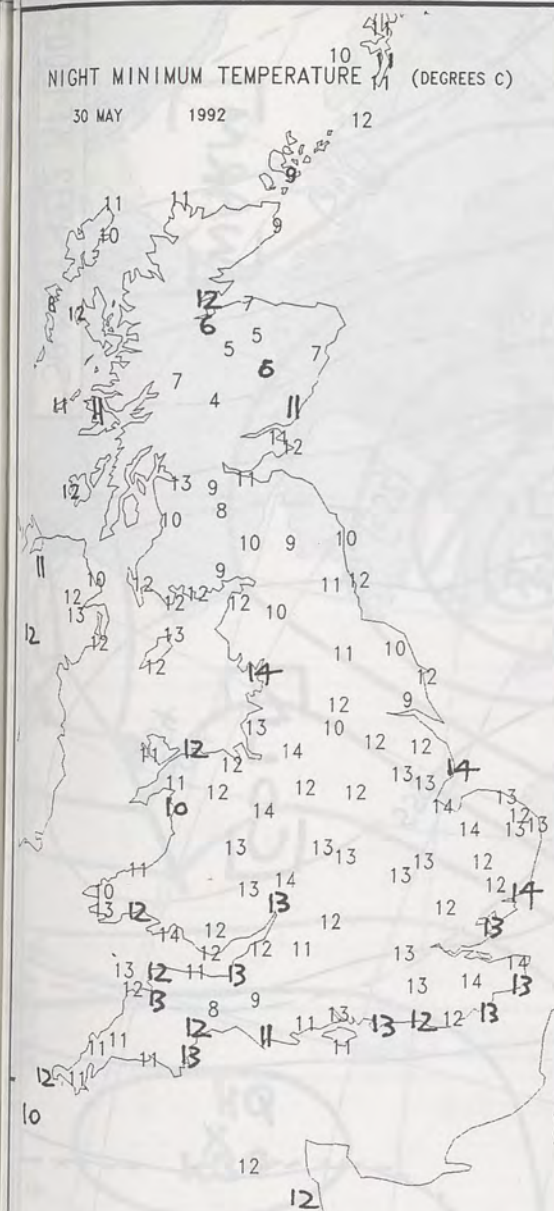 10
NIGHT MINIMUM TEMPERATURE 11 (DEGREES C)
30 MAY 1992
12
9
11 11
10 9
8 12 12 7
6
5 5
7
6
7
4
11 11 11
14
12
12 13 9 11
10 8
10 9 10
11
10 12 9 11 12
12 12 12 12
13 10
12 12 13
12 11 10
14 12
12 9
13 10
11 12 14 12 12
12 13 14
11 12 12 12 13
10 14 14 12
14 13 13
13 13 13 13 12
11
10 13 14 13 12 14
13 12 13 12 12 13
14 12
12 12 11 13 14
13 12 11 13
12 13 13 14 13
8 9
12 11 11 13 13 12 12 13
11 11 11
11 13
12 11
10
12
12